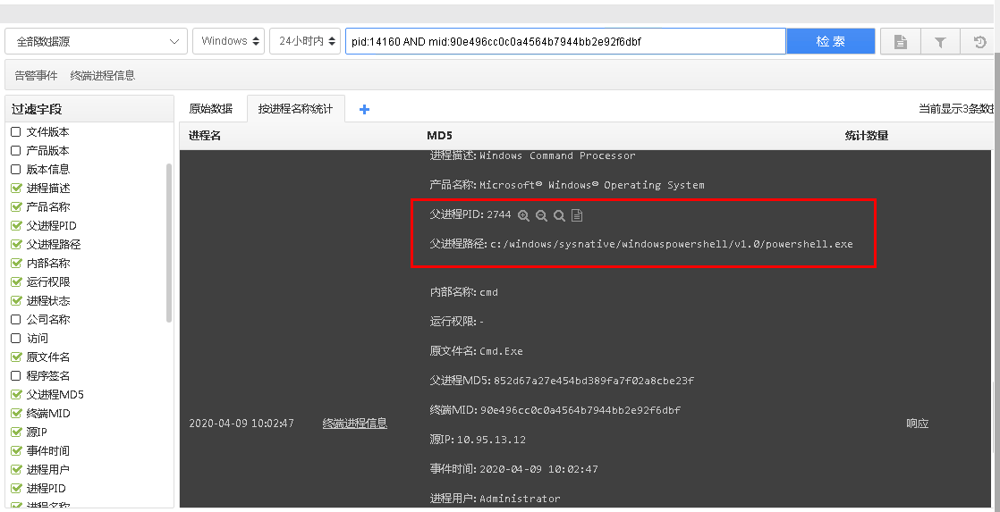 全部数据源
Windows
24小时内
pid:14160 AND mid:90e496cc0c0a4564b7944bb2e92f6dbf
检 索
告警事件 终端进程信息
过滤字段
文件版本
产品版本
版本信息
进程描述
产品名称
父进程PID
父进程路径
内部名称
运行权限
进程状态
公司名称
访问
原文件名
程序签名
父进程MD5
终端MID
源IP
事件时间
进程用户
进程PID
进程名称
原始数据
按进程名称统计
当前显示3条数据
进程名 MD5 统计数量
进程描述: Windows Command Processor
产品名称: Microsoft® Windows® Operating System
父进程PID: 2744
父进程路径: c:/windows/sysnative/windowspowershell/v1.0/powershell.exe
内部名称: cmd
运行权限: -
原文件名: Cmd.Exe
父进程MD5: 852d67a27e454bd389fa7f02a8cbe23f
终端MID: 90e496cc0c0a4564b7944bb2e92f6dbf
2020-04-09 10:02:47 终端进程信息 响应
源IP: 10.95.13.12
事件时间: 2020-04-09 10:02:47
进程用户: Administrator